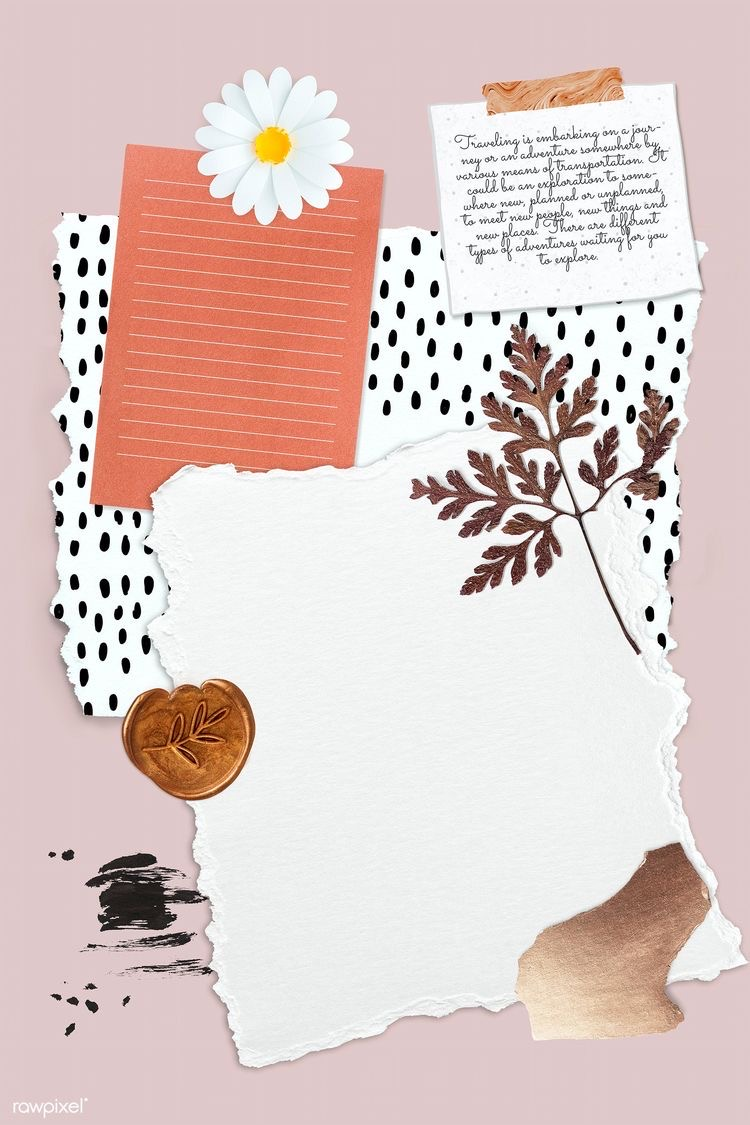 Traveling is embarking on a jour-
ney or an adventure somewhere by
various means of transportation. It
could be an exploration to some-
where new, planned or unplanned,
to meet new people, new things and
new places. There are different
types of adventures waiting for you
to explore.
rawpixel*